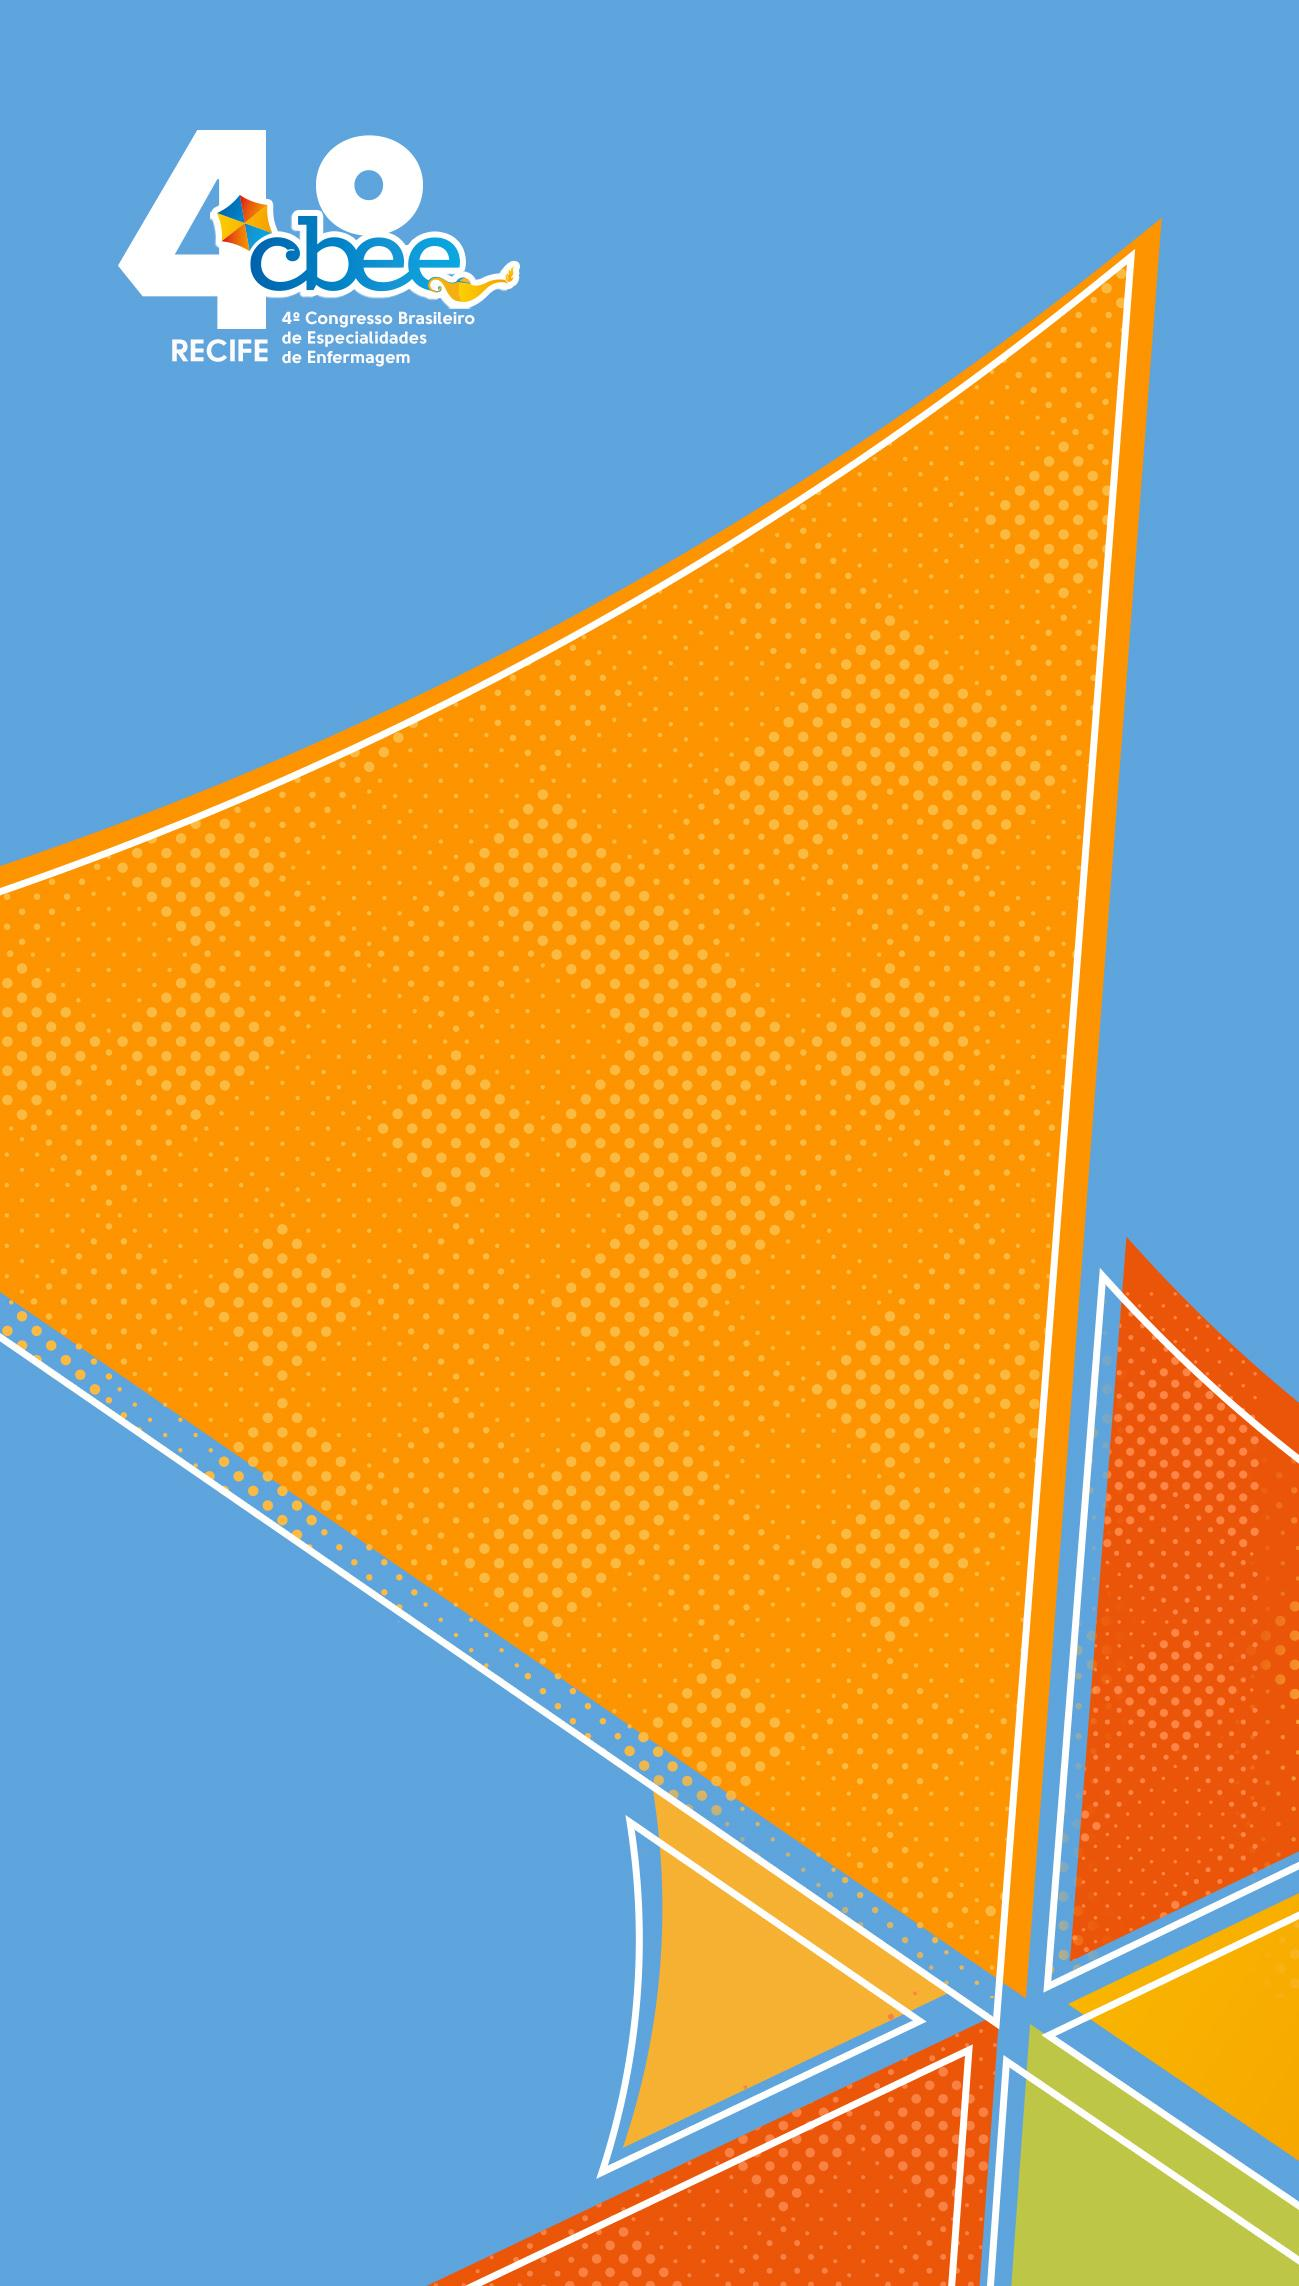 4º
cbee
RECIFE
4º Congresso Brasileiro
de Especialidades
de Enfermagem